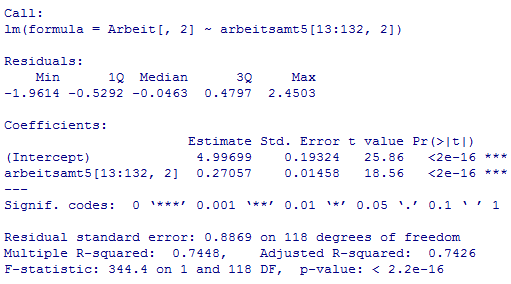 Call:
lm(formula = Arbeit[, 2] ~ arbeitsamt5[13:132, 2])
Residuals:
Min 1Q Median 3Q Max
-1.9614 -0.5292 -0.0463 0.4797 2.4503
Coefficients:
Estimate Std. Error t value Pr(>|t|)
(Intercept) 4.99699 0.19324 25.86 <2e-16 ***
arbeitsamt5[13:132, 2] 0.27057 0.01458 18.56 <2e-16 ***
---
Signif. codes: 0 ‘***’ 0.001 ‘**’ 0.01 ‘*’ 0.05 ‘.’ 0.1 ‘ ’ 1
Residual standard error: 0.8869 on 118 degrees of freedom
Multiple R-squared: 0.7448, Adjusted R-squared: 0.7426
F-statistic: 344.4 on 1 and 118 DF, p-value: < 2.2e-16